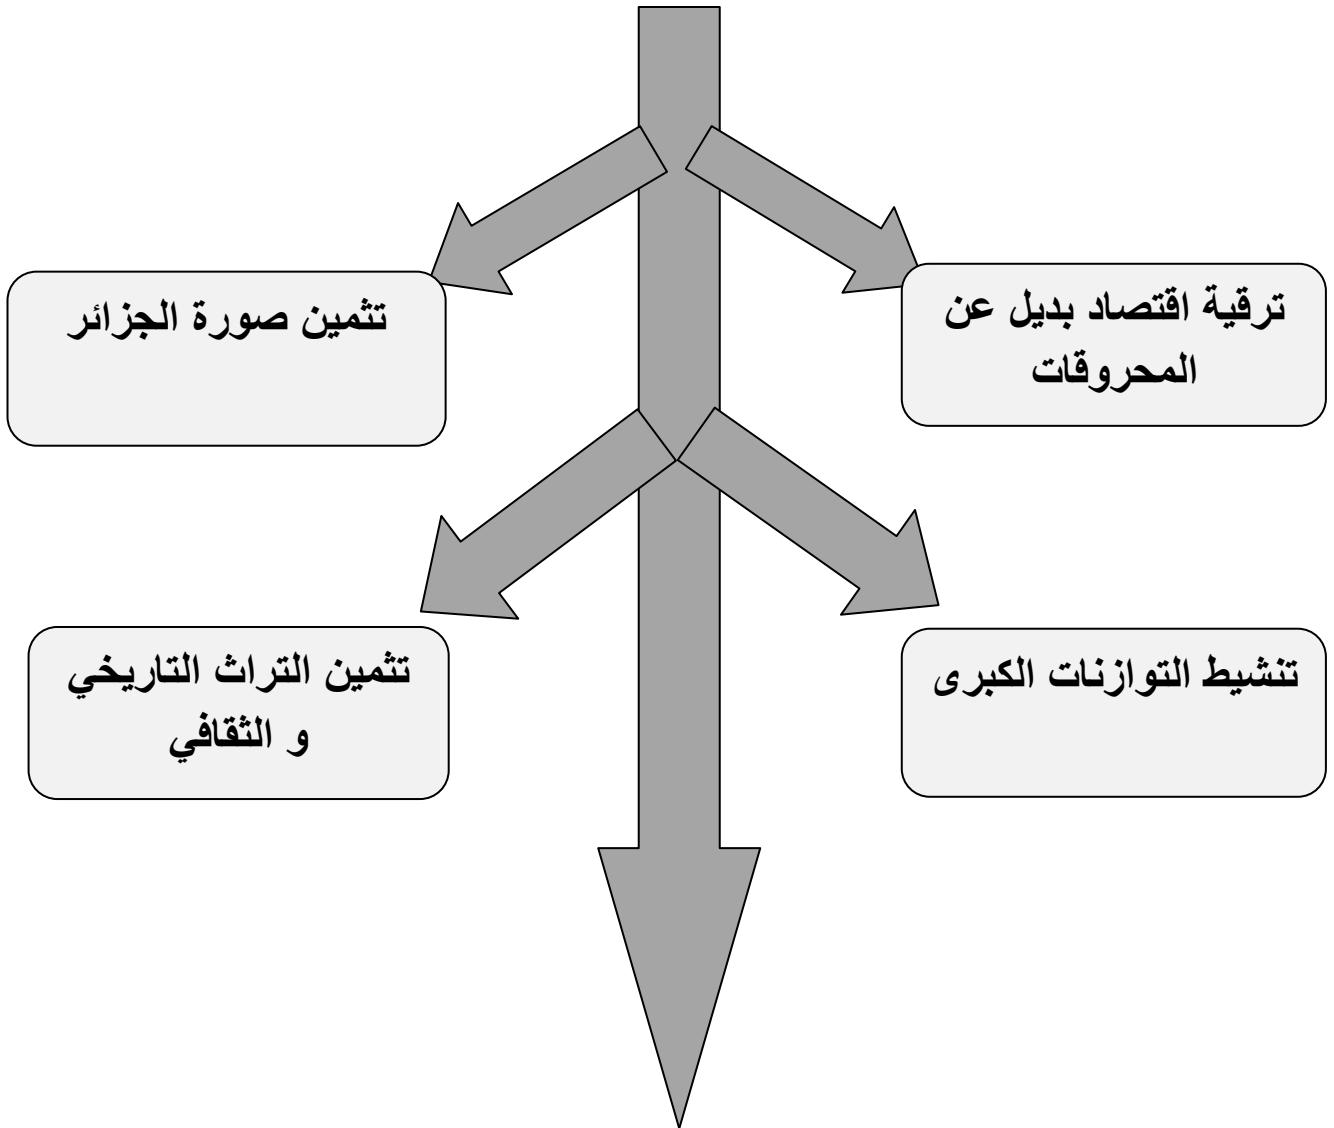 ترقية اقتصاد بديل عن
المحروقات
تثمين صورة الجزائر
تنشيط التوازنات الكبرى
تثمين التراث التاريخي
و الثقافي